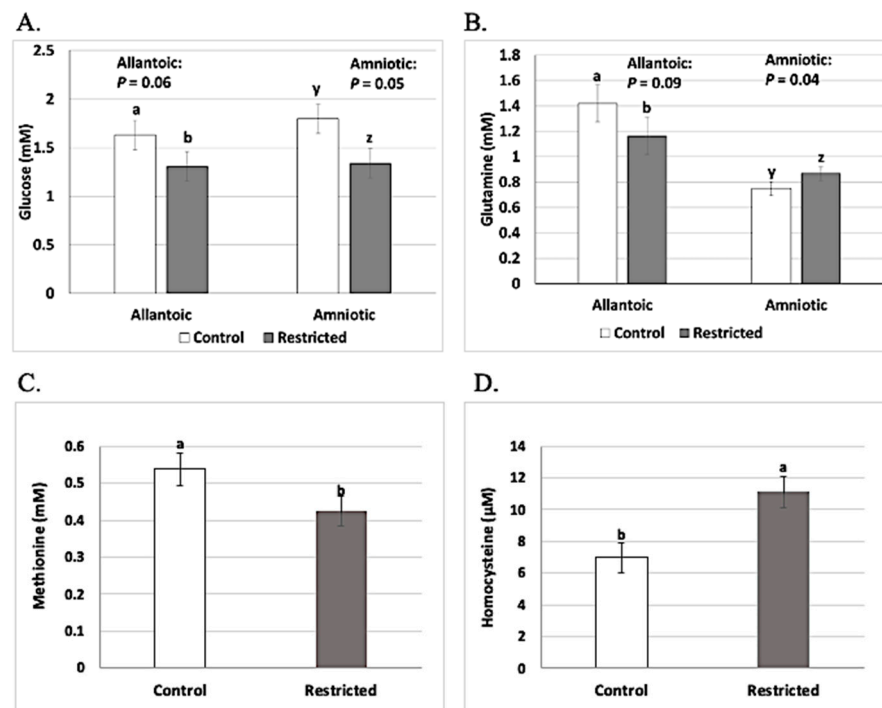 A.
2.5
2
1.5
1
0.5
0
Glucose (mM)
Allantoic:
P = 0.06
Amniotic:
P = 0.05
a
b
y
z
Allantoic
Amniotic
Control
Restricted
B.
1.8
1.6
1.4
1.2
1
0.8
0.6
0.4
0.2
0
Glutamine (mM)
Allantoic:
P = 0.09
Amniotic:
P = 0.04
a
b
y
z
Allantoic
Amniotic
Control
Restricted
C.
0.6
0.5
0.4
0.3
0.2
0.1
0
Methionine (mM)
a
b
Control
Restricted
D.
14
12
10
8
6
4
2
0
Homocysteine (μM)
b
a
Control
Restricted